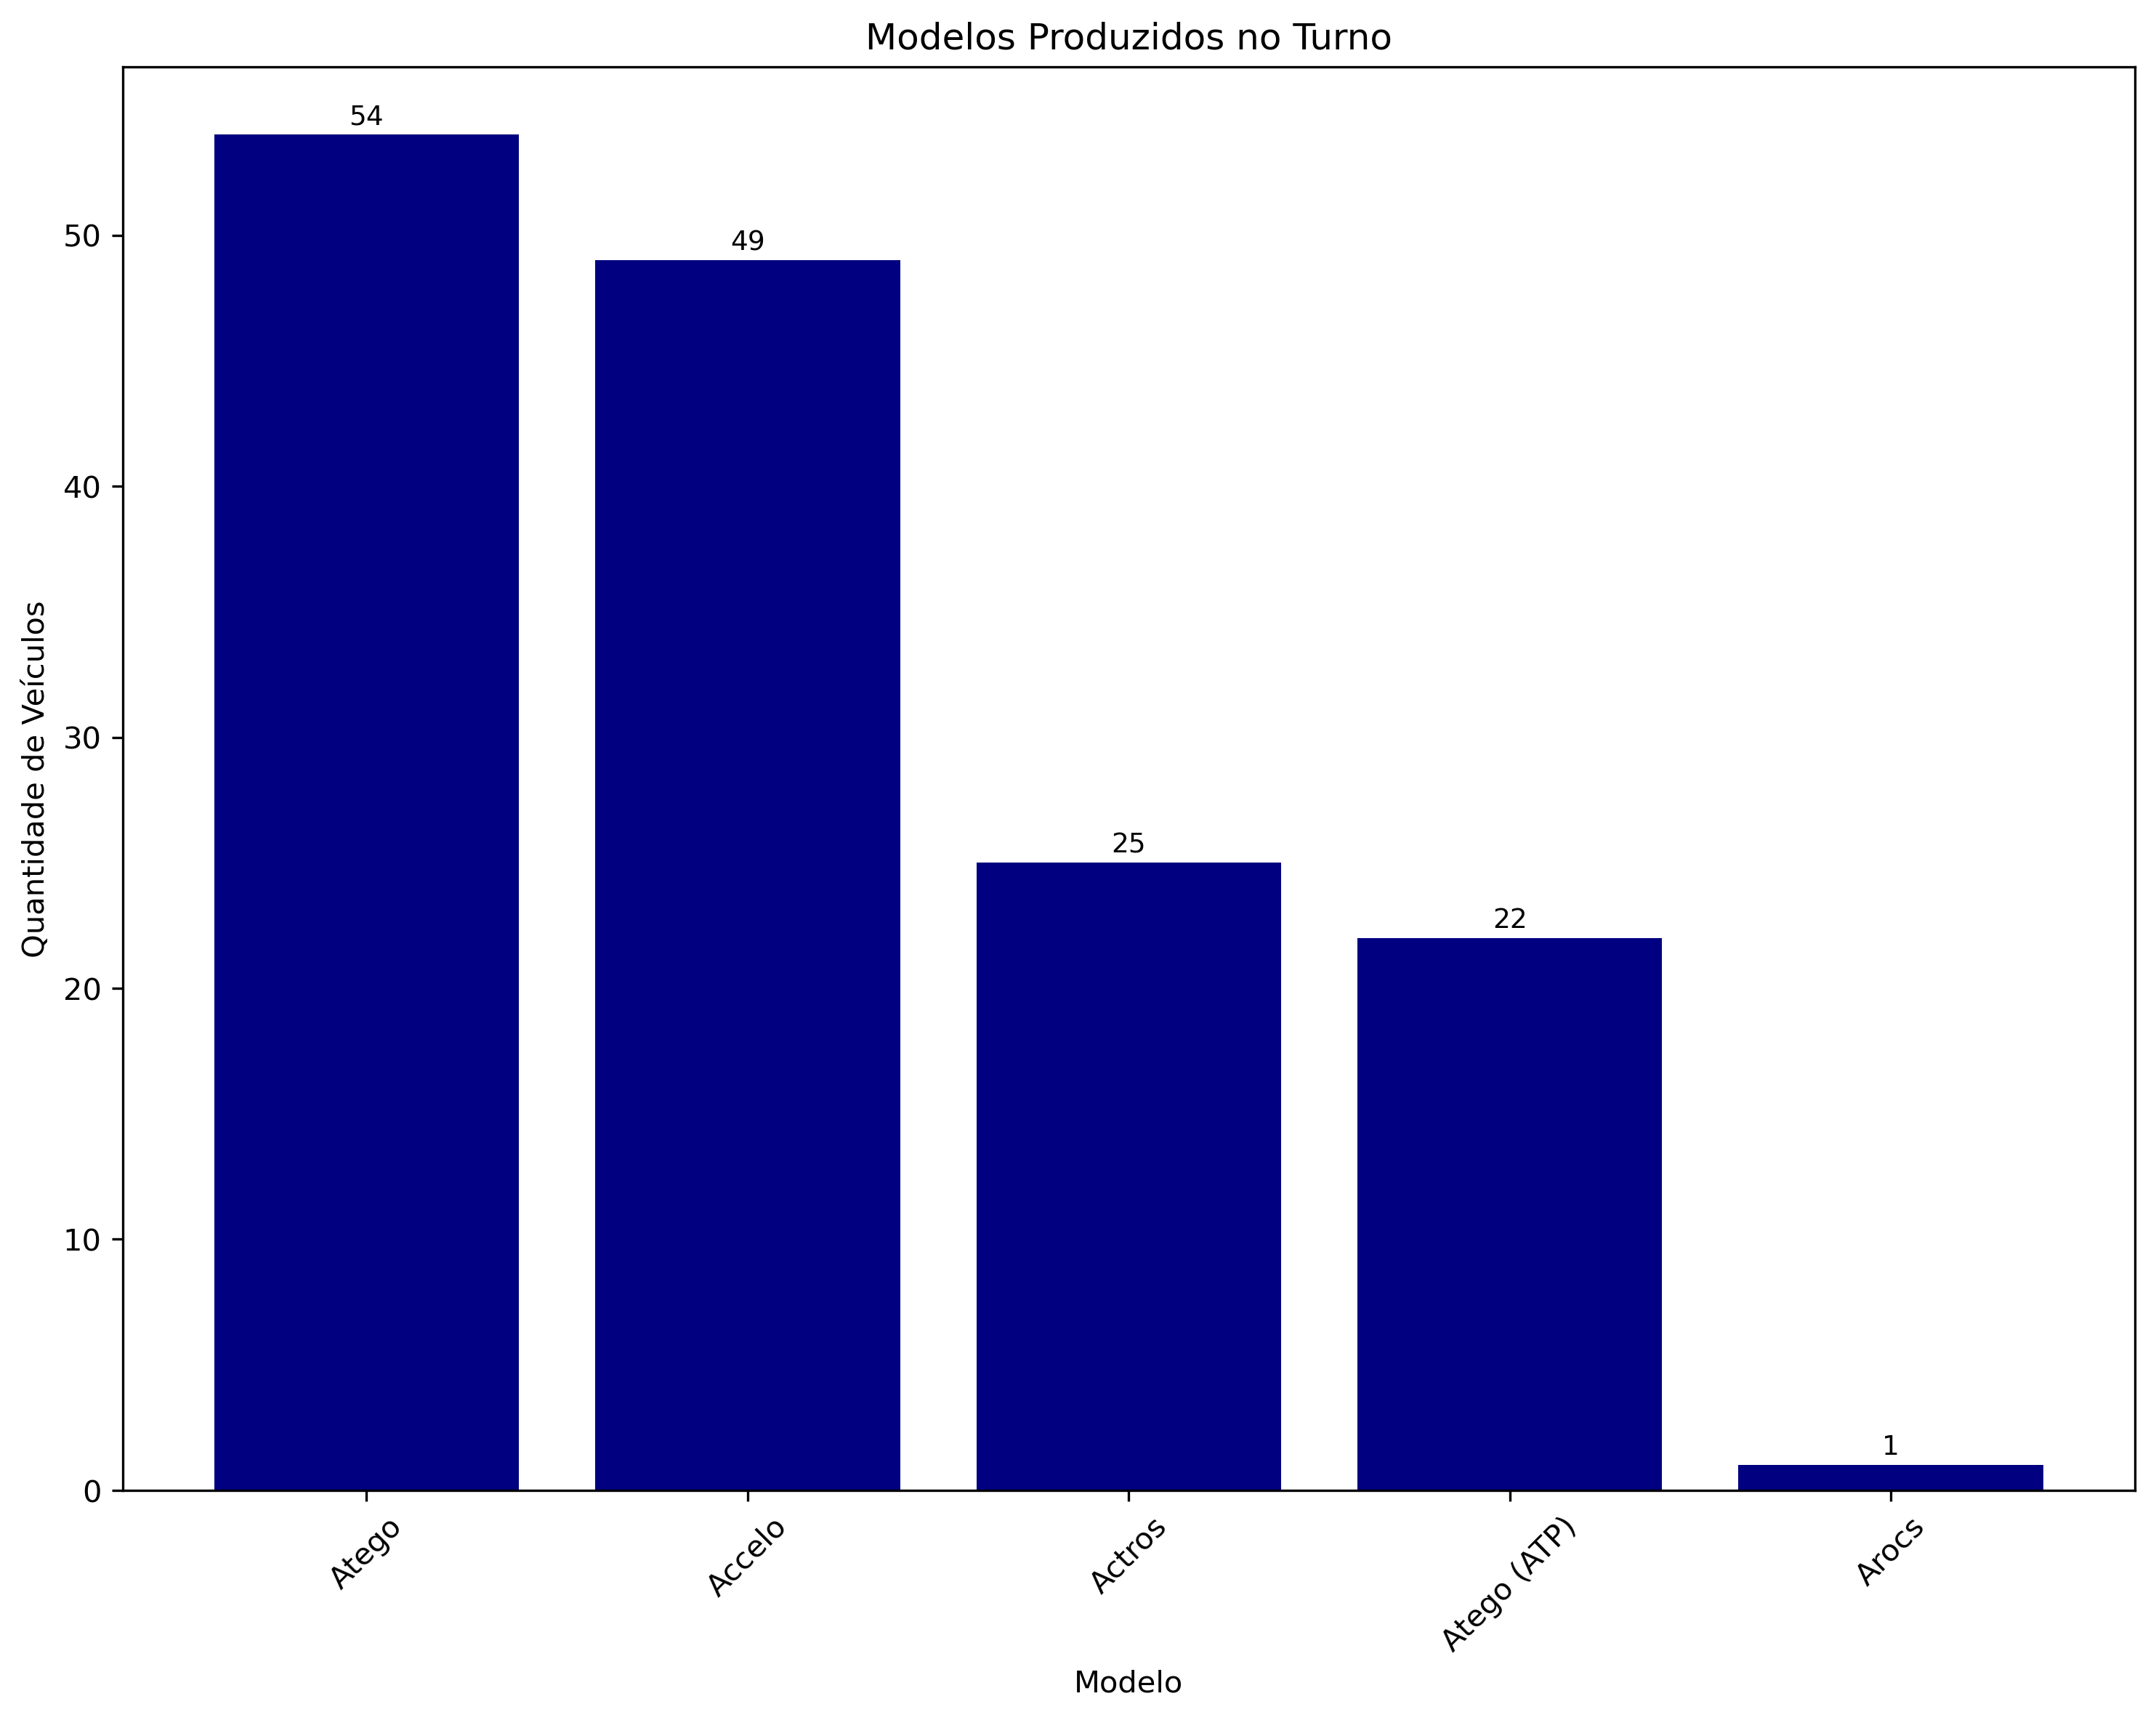 Modelos Produzidos no Turno
54
49
25
22
1
50
40
30
20
10
0
Quantidade de Veículos
Atego
Accelo
Actros
Atego (ATP)
Arocs
Modelo